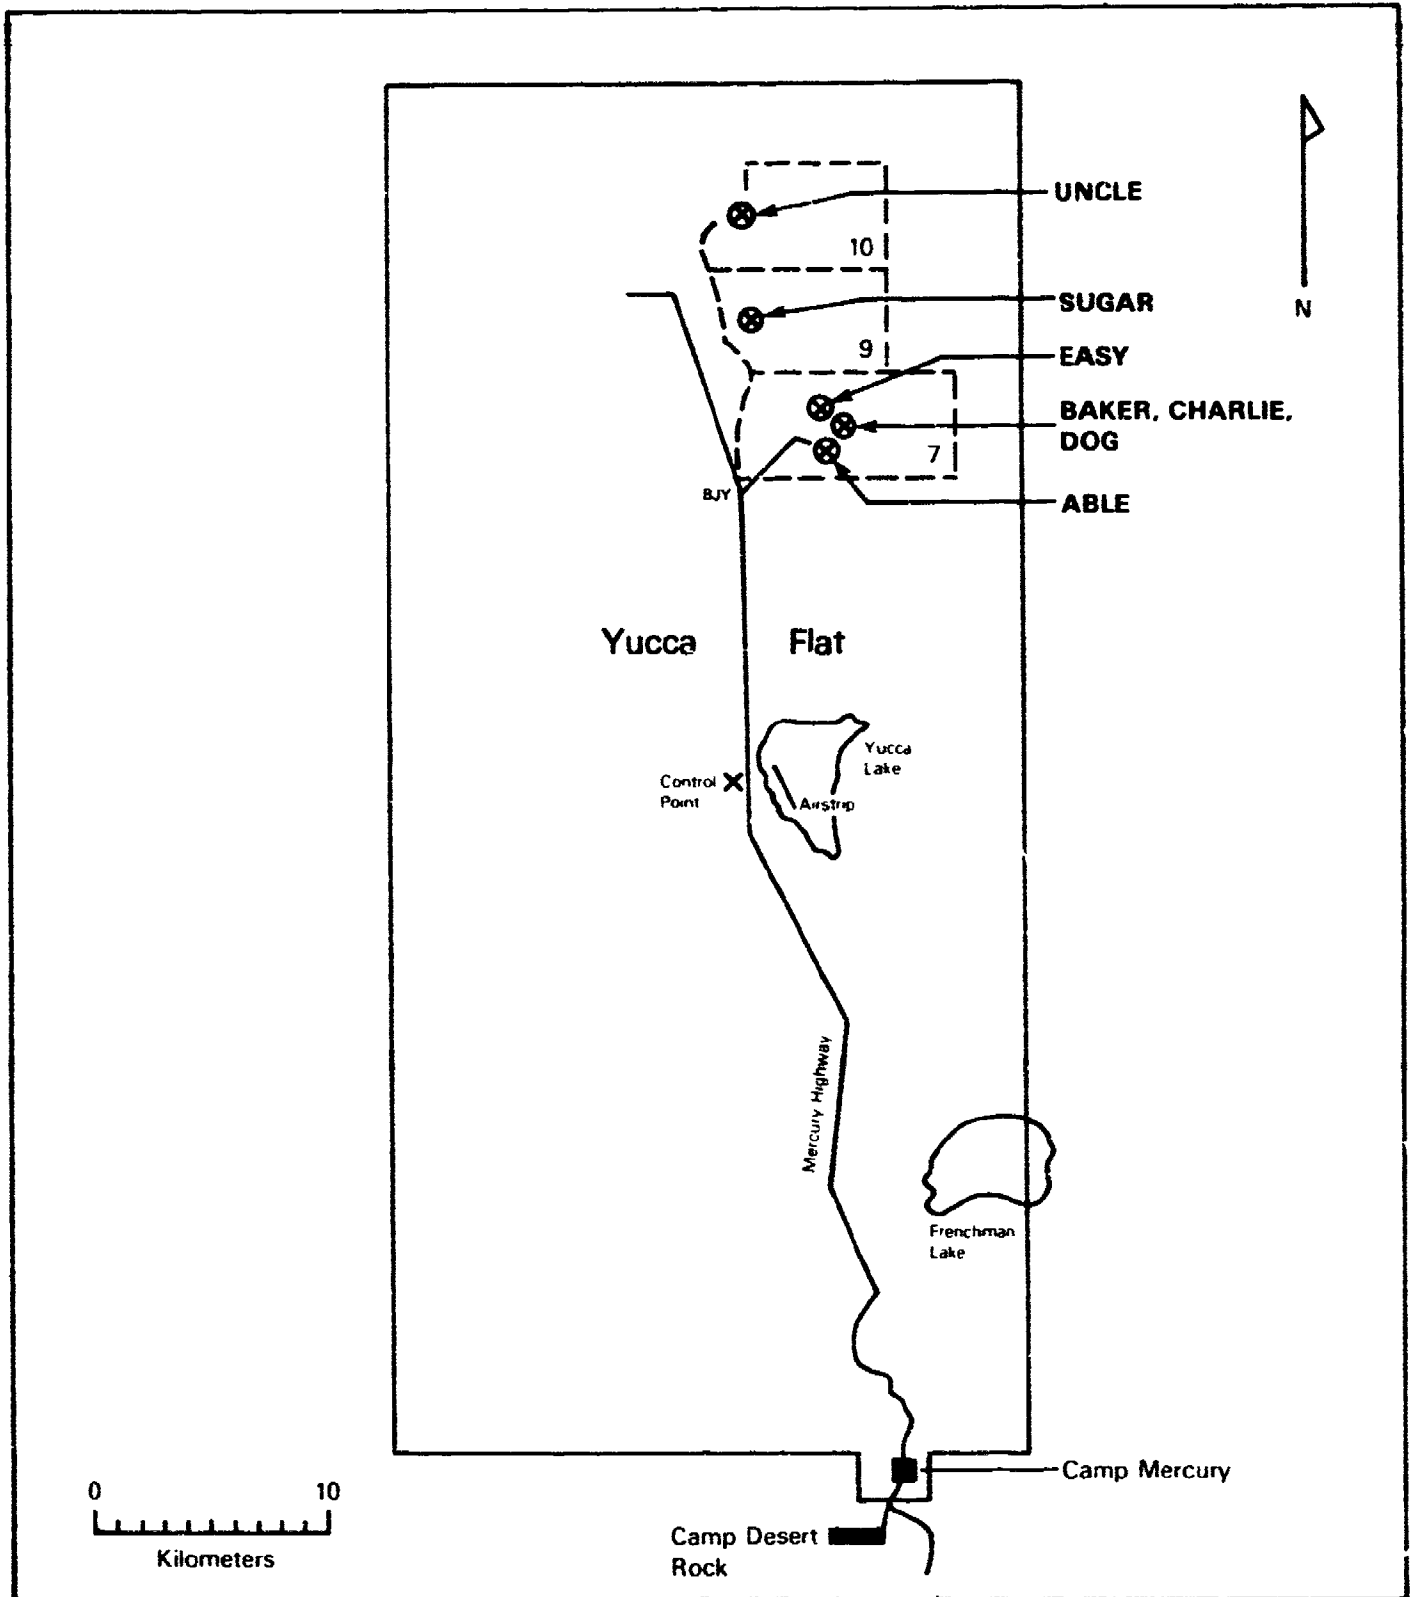 UNCLE
10
SUGAR
N
9
EASY
BAKER, CHARLIE,
DOG
7
BJY
ABLE
Yucca Flat
Yucca
Lake
Control
Point
Airstrip
Mercury Highway
Frenchman
Lake
Camp Mercury
0 10
Kilometers
Camp Desert
Rock